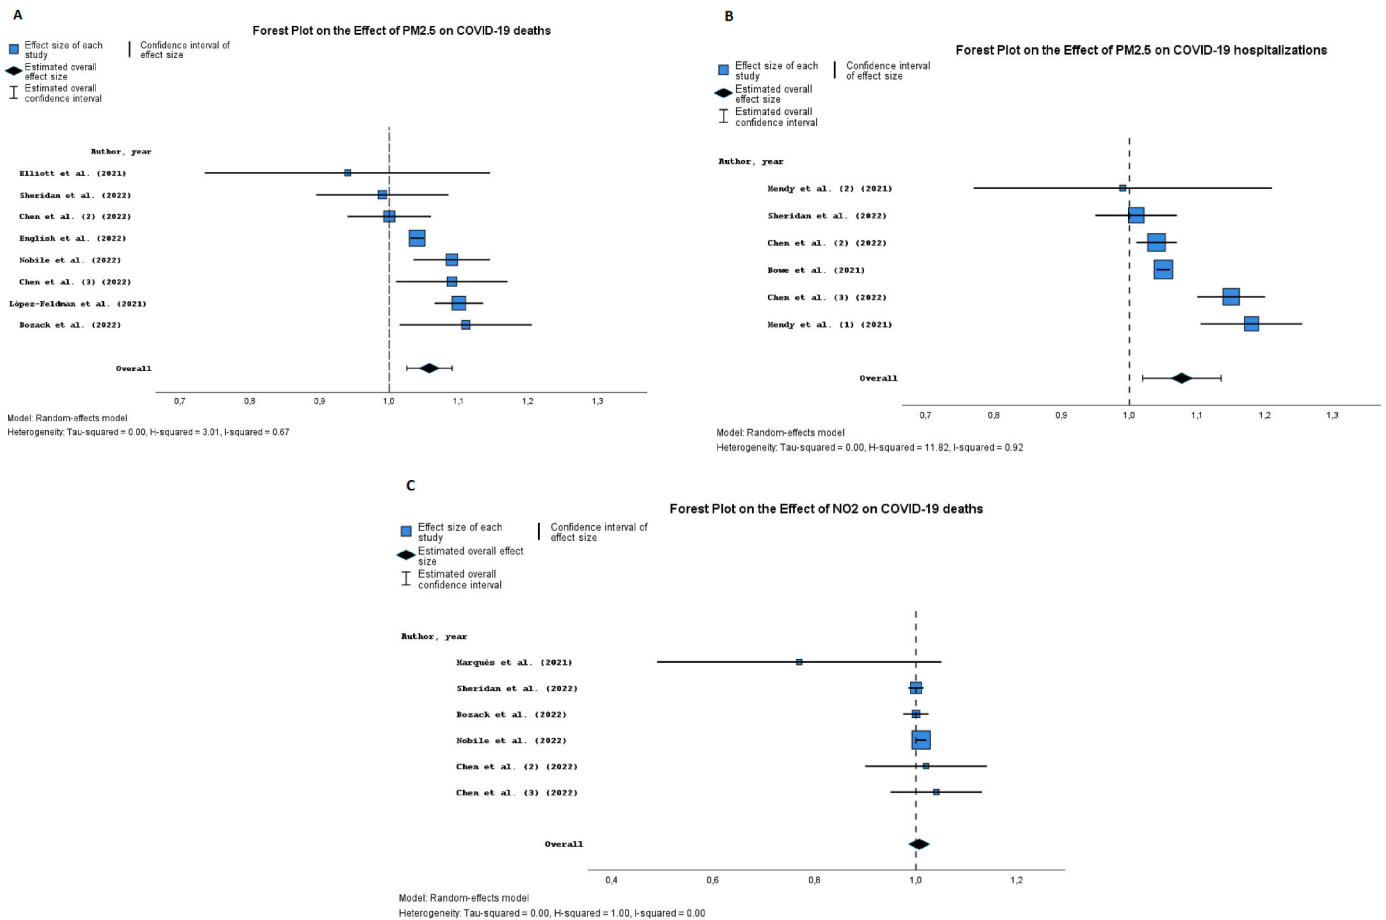 A
Forest Plot on the Effect of PM2.5 on COVID-19 deaths
Effect size of each
study
Confidence interval of
effect size
Estimated overall
effect size
Estimated overall
confidence interval
Author, year
Elliott et al. (2021)
Sheridan et al. (2022)
Chen et al. (2) (2022)
English et al. (2022)
Nobile et al. (2022)
Chen et al. (3) (2022)
López-Feldman et al. (2021)
Bozack et al. (2022)
Overall
0,7 0,8 0,9 1,0 1,1 1,2 1,3
Model: Random-effects model
Heterogeneity: Tau-squared = 0.00, H-squared = 3.01, I-squared = 0.67
B
Forest Plot on the Effect of PM2.5 on COVID-19 hospitalizations
Effect size of each
study
Confidence interval
of effect size
Estimated overall
effect size
Estimated overall
confidence interval
Author, year
Mendy et al. (2) (2021)
Sheridan et al. (2022)
Chen et al. (2) (2022)
Bowe et al. (2021)
Chen et al. (3) (2022)
Mendy et al. (1) (2021)
Overall
0,7 0,8 0,9 1,0 1,1 1,2 1,3
Model: Random-effects model
Heterogeneity: Tau-squared = 0.00, H-squared = 11.82, I-squared = 0.92
C
Forest Plot on the Effect of NO2 on COVID-19 deaths
Effect size of each
study
Confidence interval of
effect size
Estimated overall effect
size
Estimated overall
confidence interval
Author, year
Marquès et al. (2021)
Sheridan et al. (2022)
Bozack et al. (2022)
Nobile et al. (2022)
Chen et al. (2) (2022)
Chen et al. (3) (2022)
Overall
0,4 0,6 0,8 1,0 1,2
Model: Random-effects model
Heterogeneity: Tau-squared = 0.00, H-squared = 1.00, I-squared = 0.00